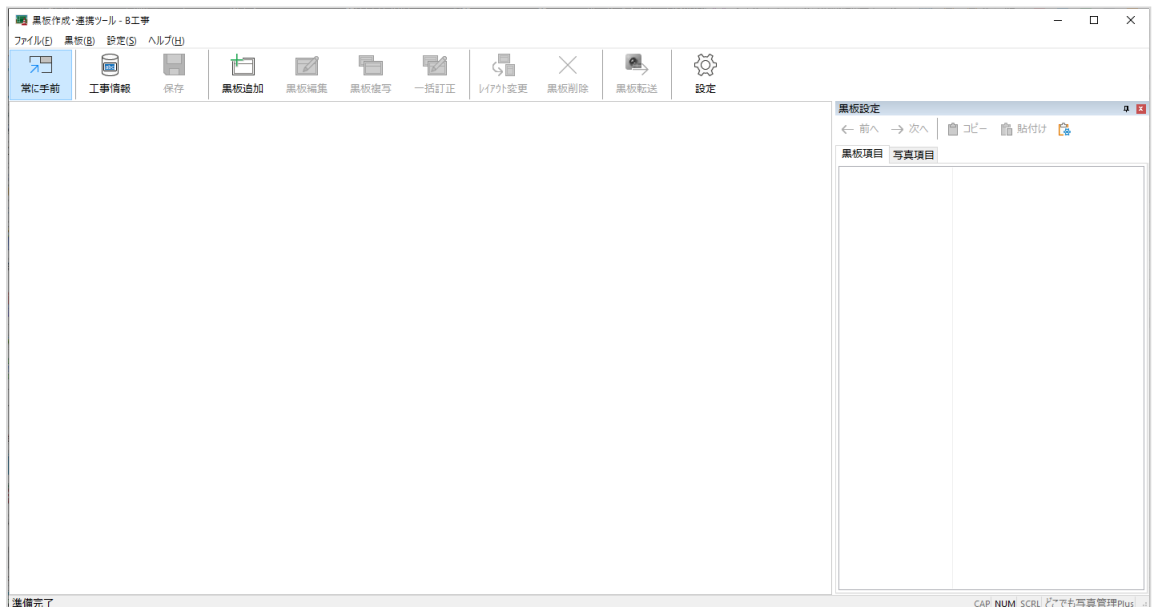 黒板作成・連携ツール - B工事
ファイル(F) 黒板(B) 設定(S) ヘルプ(H)
常に手前 工事情報 保存 黒板追加 黒板編集 黒板複写 一括訂正 レイアウト変更 黒板削除 黒板転送 設定
黒板設定
前へ 次へ コピー 貼付け
黒板項目 写真項目
準備完了
CAP NUM SCRL どこでも写真管理Plus